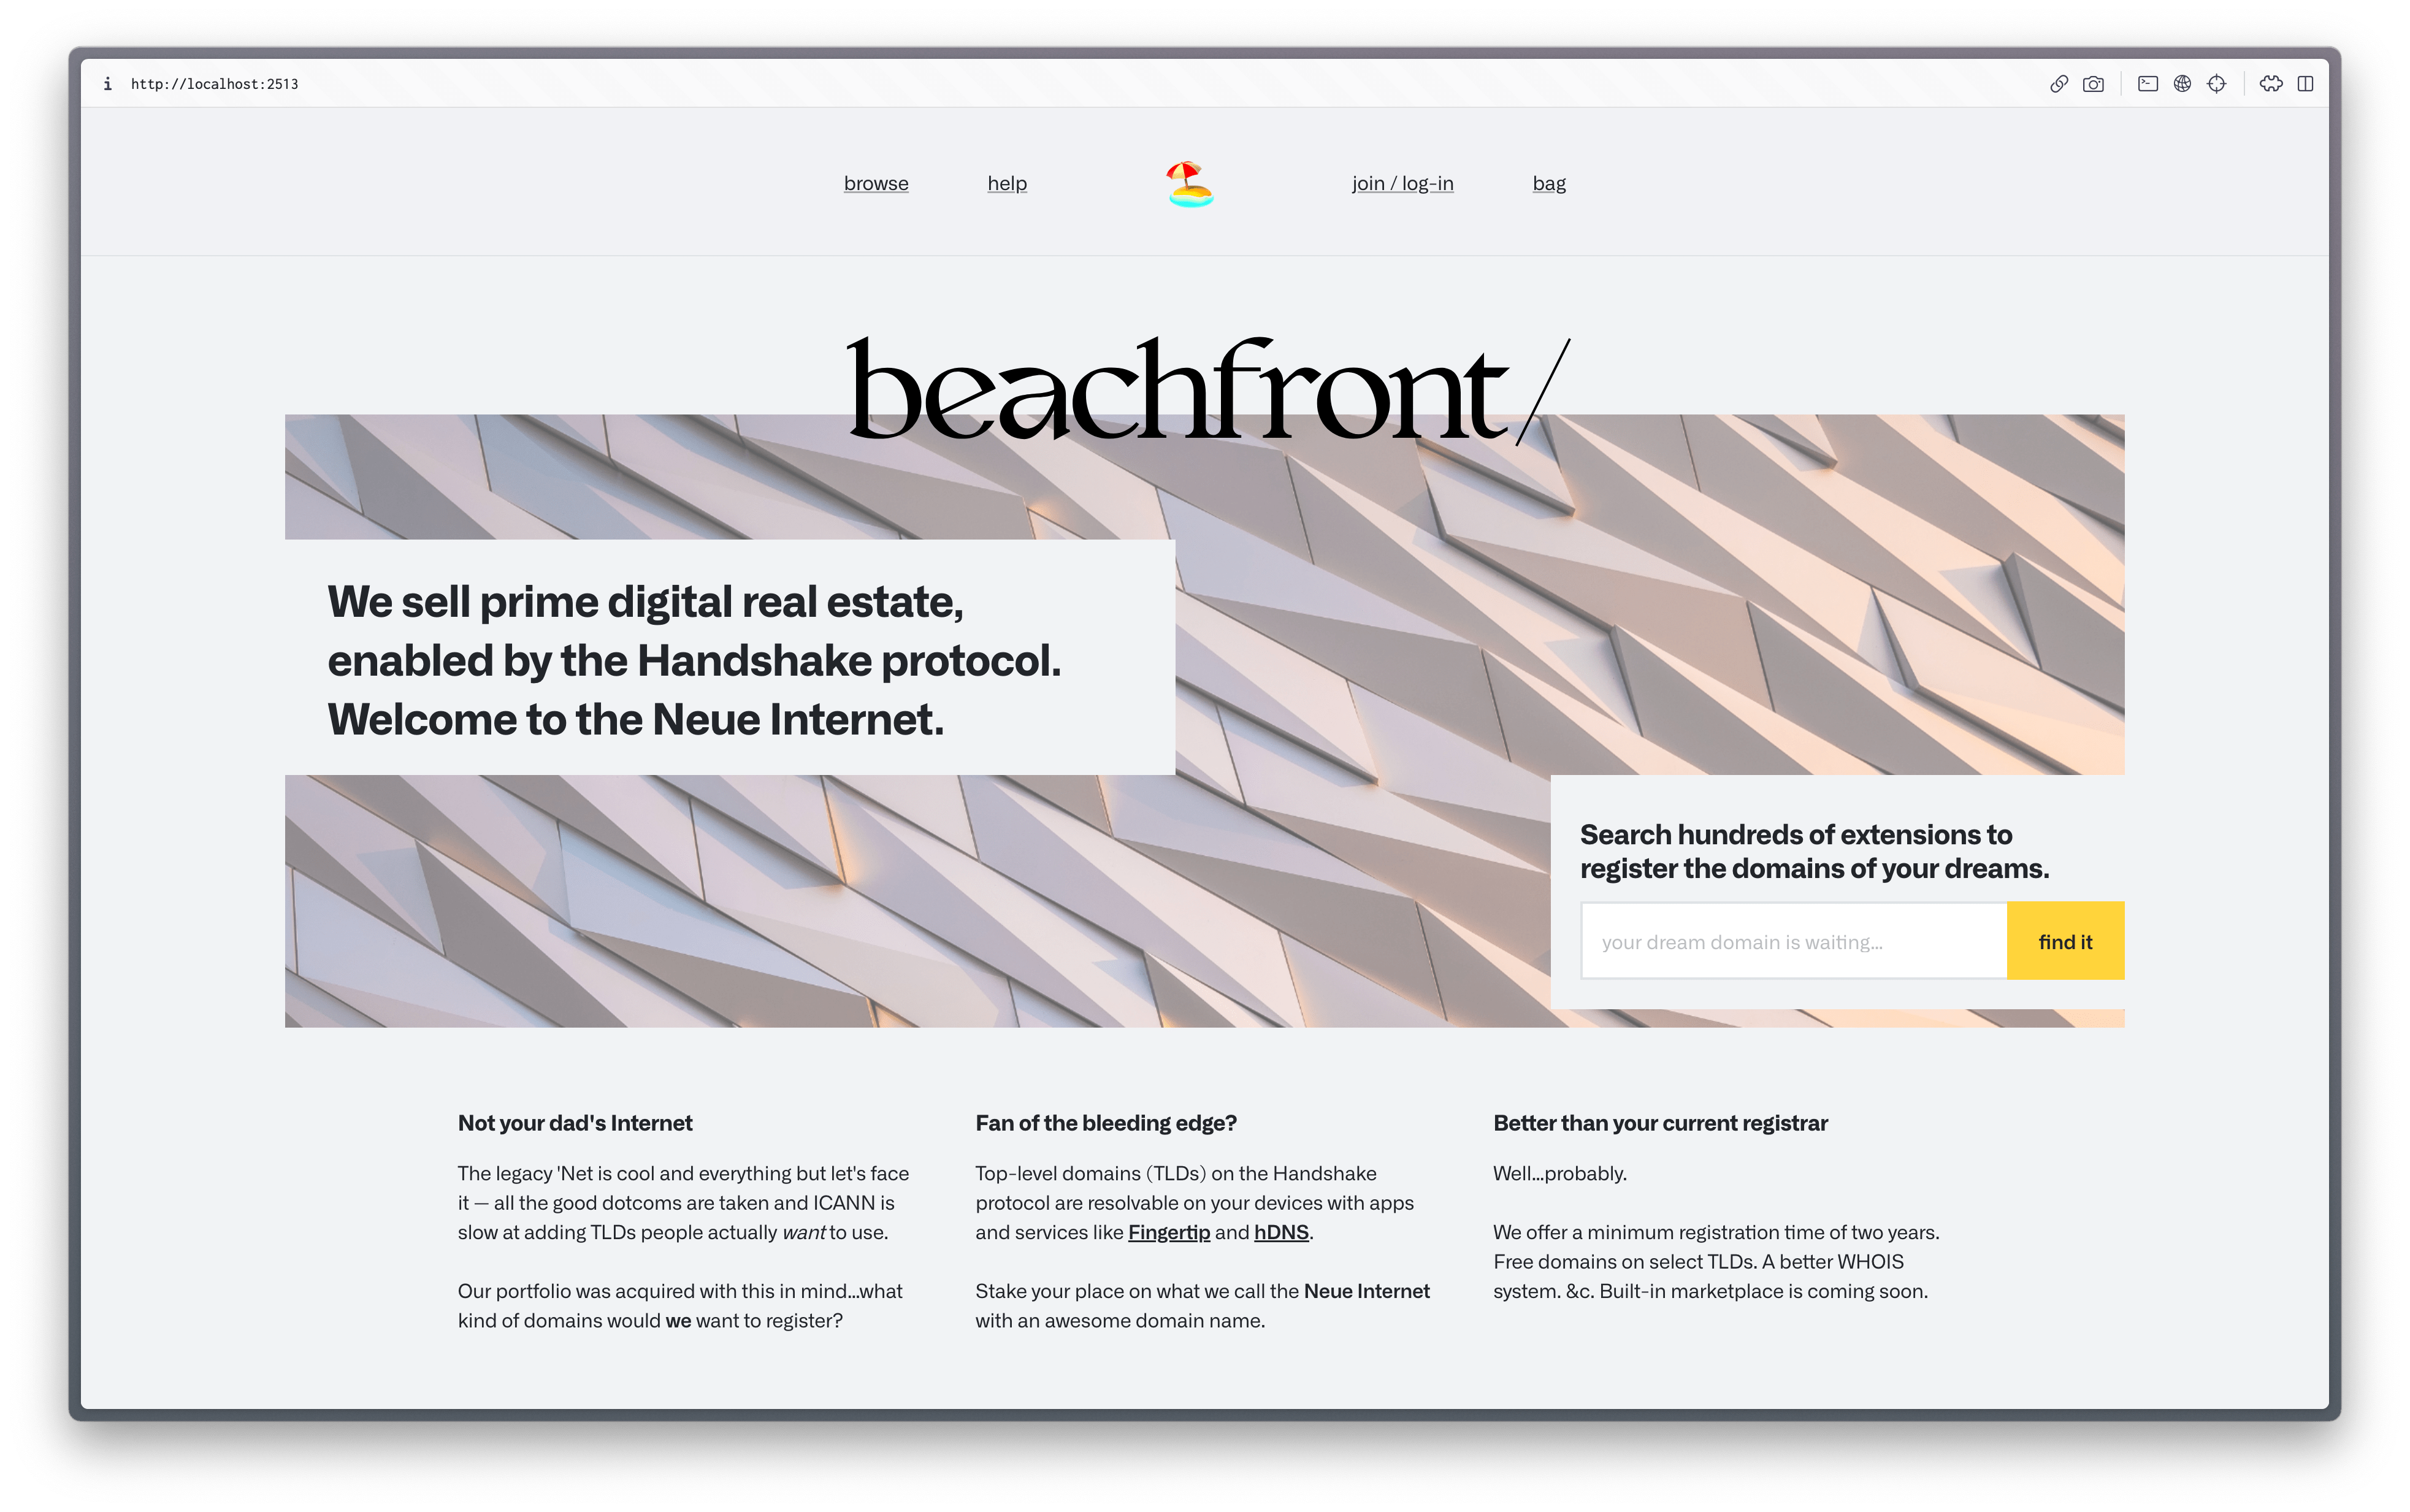 http://localhost:2513
browse help join / log-in bag
beachfront/
We sell prime digital real estate,
enabled by the Handshake protocol.
Welcome to the Neue Internet.
Search hundreds of extensions to
register the domains of your dreams.
your dream domain is waiting...
find it
Not your dad's Internet
The legacy 'Net is cool and everything but let's face
it — all the good dotcoms are taken and ICANN is
slow at adding TLDs people actually want to use.
Our portfolio was acquired with this in mind...what
kind of domains would we want to register?
Fan of the bleeding edge?
Top-level domains (TLDs) on the Handshake
protocol are resolvable on your devices with apps
and services like Fingertip and hDNS.
Stake your place on what we call the Neue Internet
with an awesome domain name.
Better than your current registrar
Well...probably.
We offer a minimum registration time of two years.
Free domains on select TLDs. A better WHOIS
system. &c. Built-in marketplace is coming soon.